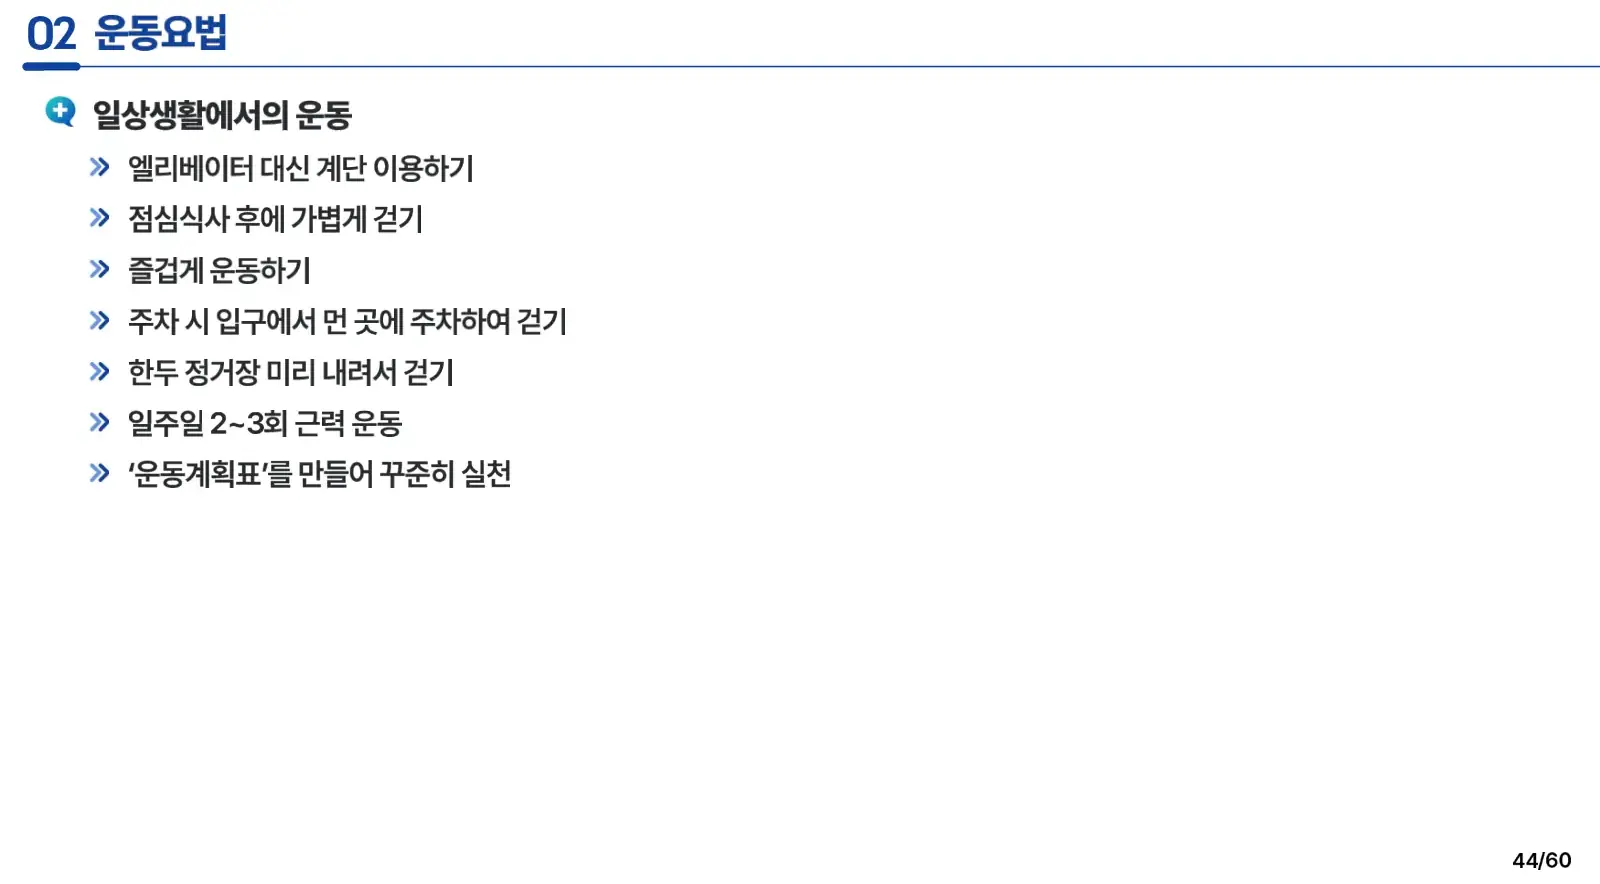 02 운동요법
일상생활에서의 운동
엘리베이터 대신 계단 이용하기
점심식사 후에 가볍게 걷기
즐겁게 운동하기
주차 시 입구에서 먼 곳에 주차하여 걷기
한두 정거장 미리 내려서 걷기
일주일 2~3회 근력 운동
‘운동계획표’를 만들어 꾸준히 실천
44/60